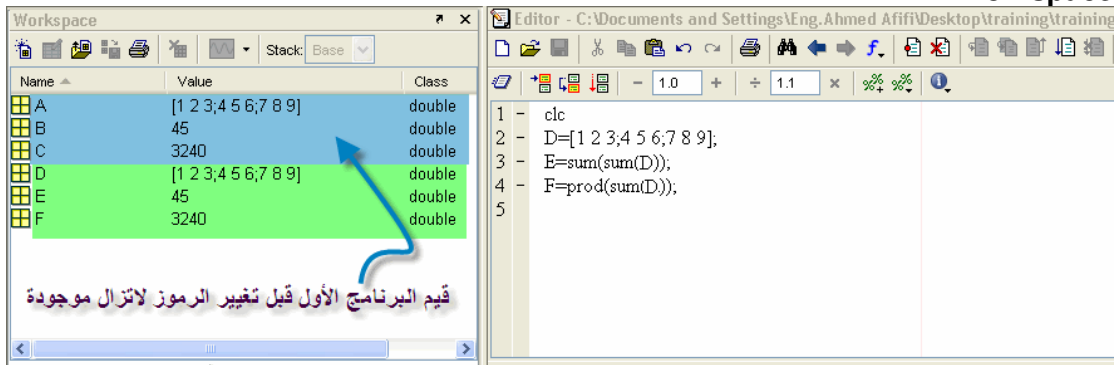 Workspace
Stack: Base
Name Value Class
A [1 2 3;4 5 6;7 8 9] double
B 45 double
C 3240 double
D [1 2 3;4 5 6;7 8 9] double
E 45 double
F 3240 double
قيم البرنامج الأول قبل تغيير الرموز لاتزال موجودة
Editor - C:\Documents and Settings\Eng.Ahmed Afifi\Desktop\training\training
- 1.0 + ÷ 1.1 ×
1 - clc
2 - D=[1 2 3;4 5 6;7 8 9];
3 - E=sum(sum(D));
4 - F=prod(sum(D));
5